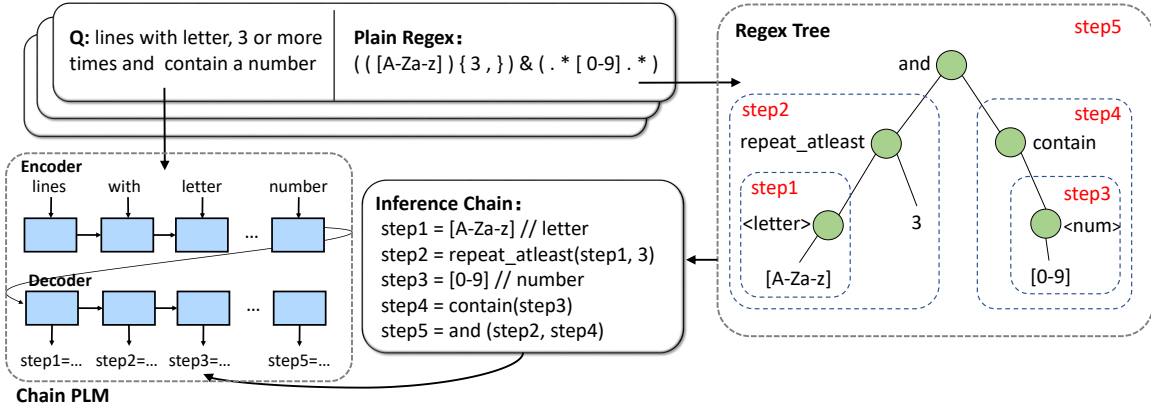 Q: lines with letter, 3 or more
times and contain a number
Plain Regex:
( ( [A-Za-z] ) { 3 , } ) & ( . * [ 0-9] . * )
Regex Tree
step5
and
step2
repeat_atleast
step4
contain
step1
<letter>
3
step3
<num>
[A-Za-z]
[0-9]
Encoder
lines with letter number
...
Decoder
...
step1=... step2=... step3=... step5=...
Chain PLM
Inference Chain:
step1 = [A-Za-z] // letter
step2 = repeat_atleast(step1, 3)
step3 = [0-9] // number
step4 = contain(step3)
step5 = and (step2, step4)